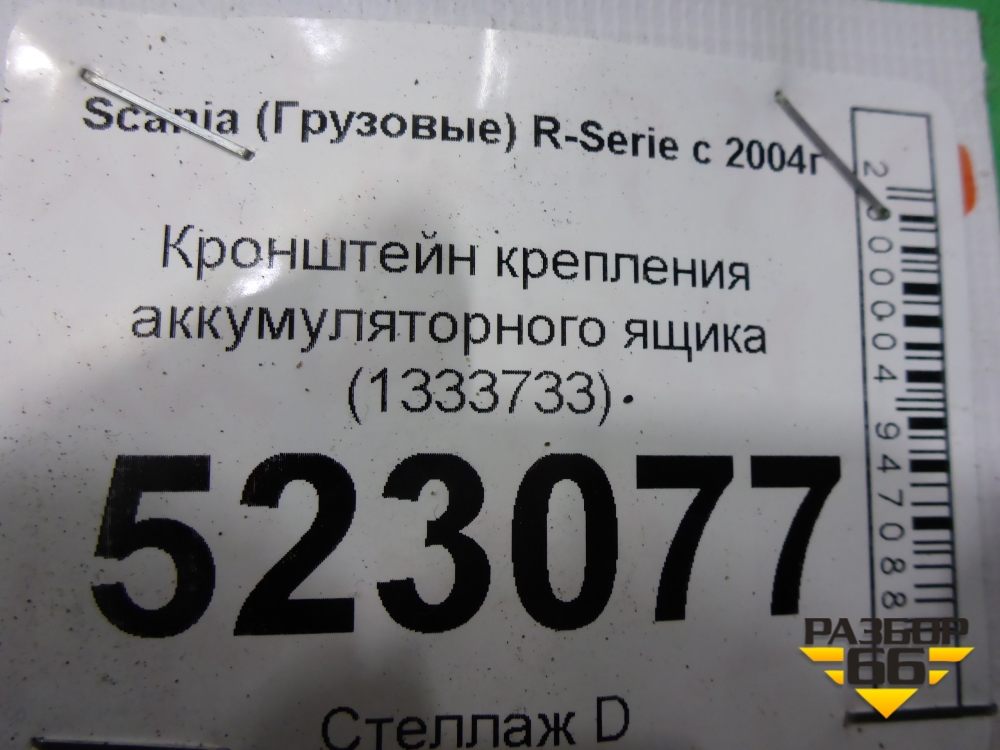 Scania (Грузовые) R-Serie с 2004г
Кронштейн крепления
аккумуляторного ящика
(1333733)
523077
Стеллаж D
2000004947088
РАЗБОР
66